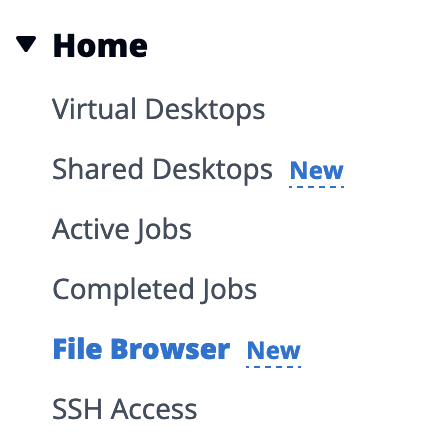 Home
Virtual Desktops
Shared Desktops New
Active Jobs
Completed Jobs
File Browser New
SSH Access